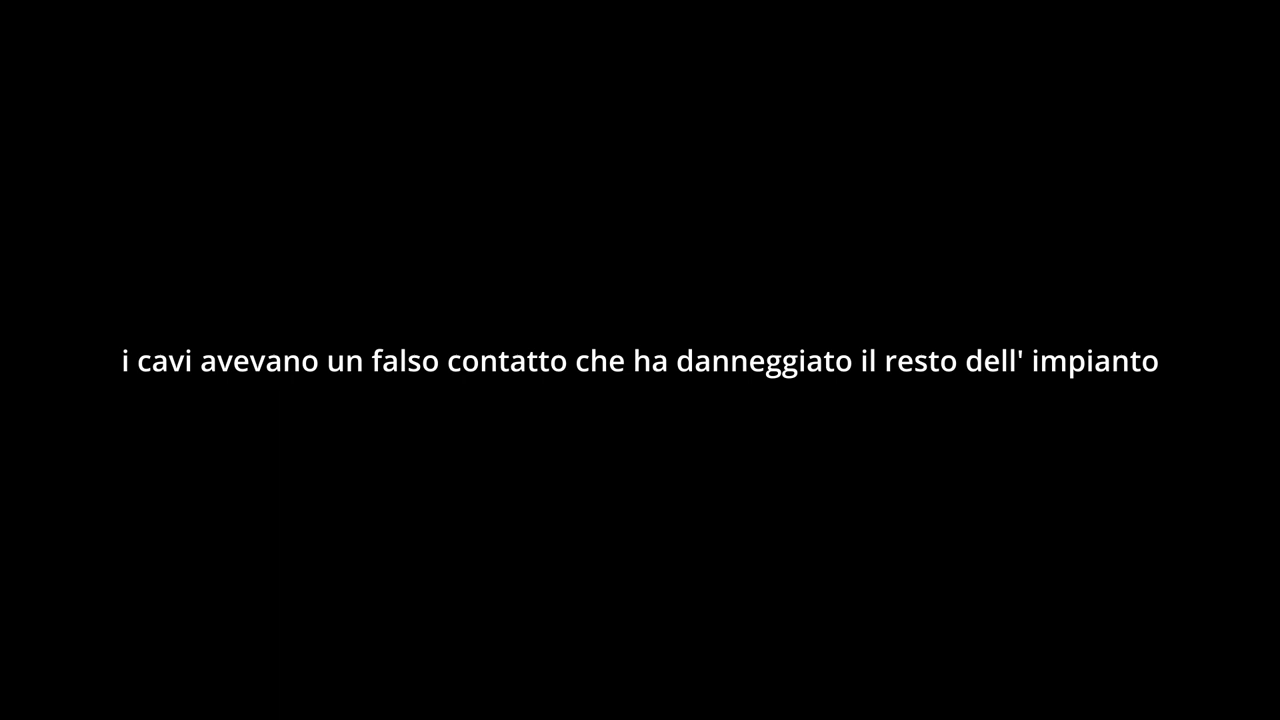 i cavi avevano un falso contatto che ha danneggiato il resto dell' impianto